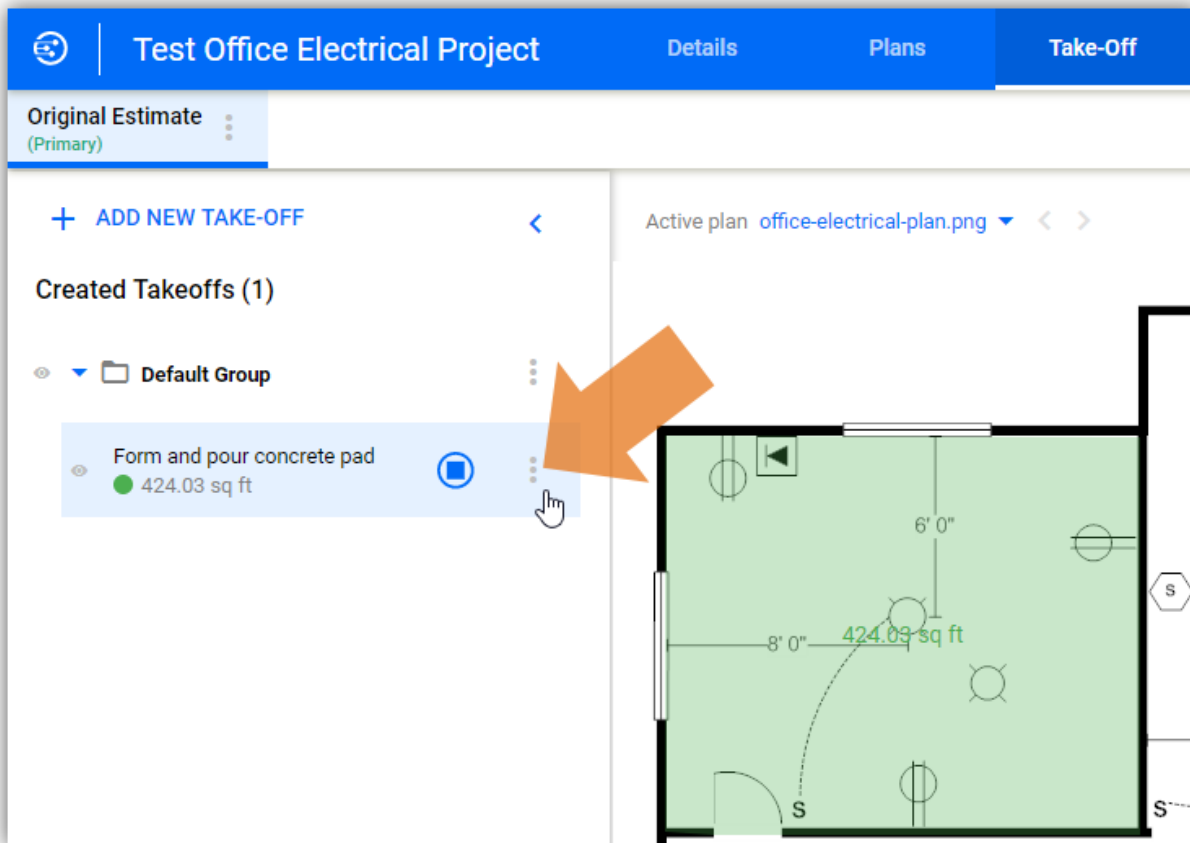 Test Office Electrical Project
Details
Plans
Take-Off
Original Estimate
(Primary)
ADD NEW TAKE-OFF
Active plan office-electrical-plan.png
Created Takeoffs (1)
Default Group
Form and pour concrete pad
424.03 sq ft
6' 0"
S
424.03 sq ft
8' 0"
S
S